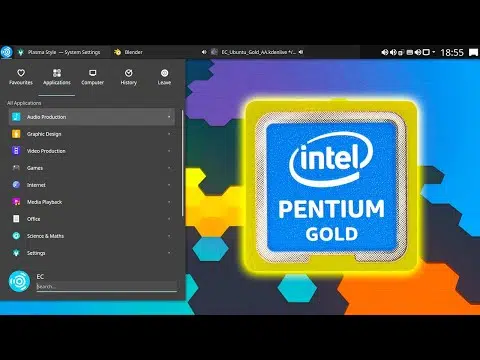 Plasma Style — System Settings
Blender
EC_Ubuntu_Gold_AA.kdenlive */...
18:55
Favourites
Applications
Computer
History
Leave
All Applications
Audio Production
Graphic Design
Video Production
Games
Internet
Media Playback
Office
Science & Maths
Settings
EC
Search...
intel
PENTIUM
GOLD